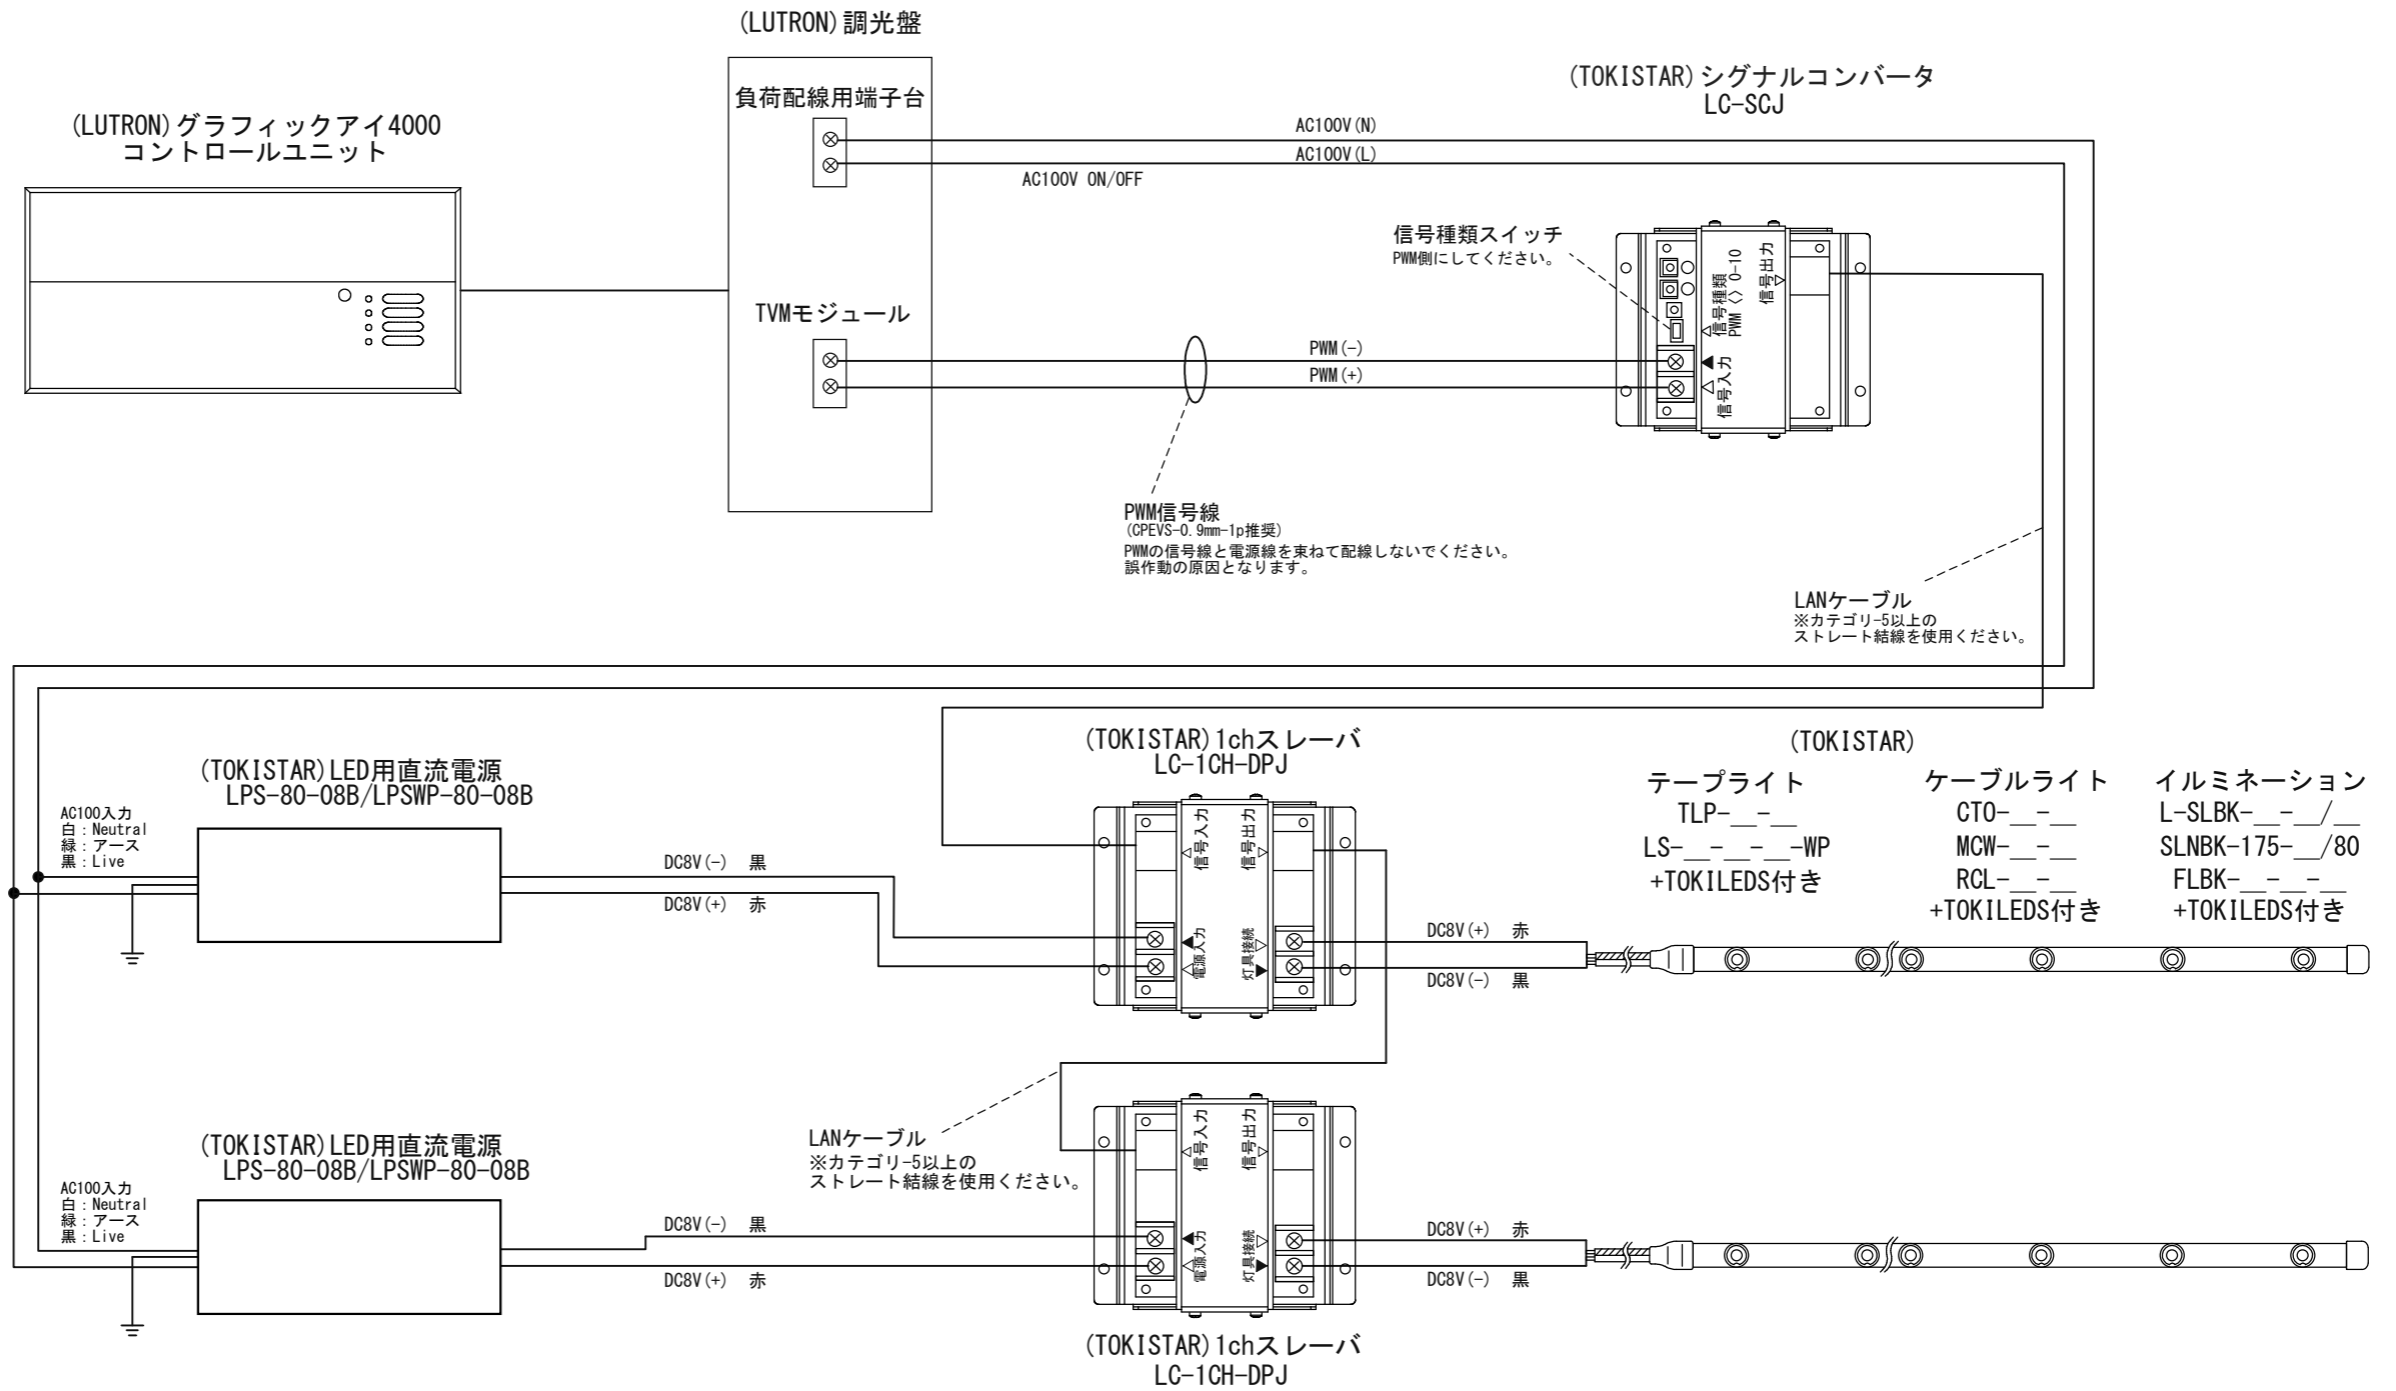 (LUTRON)調光盤
負荷配線用端子台
(LUTRON)グラフィックアイ4000
コントロールユニット
TVMモジュール
AC100V(N)
AC100V(L)
AC100V ON/OFF
(TOKISTAR)シグナルコンバータ
LC-SCJ
信号種類スイッチ
PWM側にしてください。
信号種類
PWM <> 0-10
信号出力
信号入力
PWM(-)
PWM(+)
PWM信号線
(CPEVS-0.9mm-1p推奨)
PWMの信号線と電源線を束ねて配線しないでください。
誤作動の原因となります。
LANケーブル
※カテゴリ-5以上の
ストレート結線を使用ください。
(TOKISTAR)LED用直流電源
LPS-80-08B/LPSWP-80-08B
AC100入力
白：Neutral
緑：アース
黒：Live
DC8V(-) 黒
DC8V(+) 赤
(TOKISTAR)1chスレーバ
LC-1CH-DPJ
信号入力
信号出力
電源入力
灯具接続
DC8V(+) 赤
DC8V(-) 黒
(TOKISTAR)
テープライト
TLP-__-__
LS-__-__-__-WP
+TOKILEDS付き
ケーブルライト
CTO-__-__
MCW-__-__
RCL-__-__
+TOKILEDS付き
イルミネーション
L-SLBK-__-__/__
SLNBK-175-__/80
FLBK-__-__-__
+TOKILEDS付き
LANケーブル
※カテゴリ-5以上の
ストレート結線を使用ください。
(TOKISTAR)LED用直流電源
LPS-80-08B/LPSWP-80-08B
AC100入力
白：Neutral
緑：アース
黒：Live
DC8V(-) 黒
DC8V(+) 赤
信号入力
信号出力
電源入力
灯具接続
DC8V(+) 赤
DC8V(-) 黒
(TOKISTAR)1chスレーバ
LC-1CH-DPJ